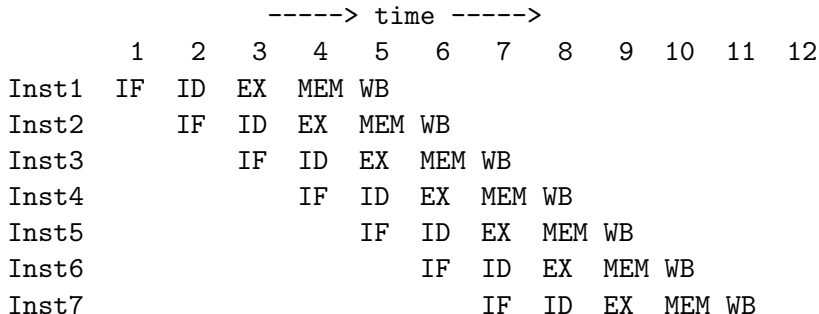 -----> time ----->
1 2 3 4 5 6 7 8 9 10 11 12
Inst1 IF ID EX MEM WB
Inst2 IF ID EX MEM WB
Inst3 IF ID EX MEM WB
Inst4 IF ID EX MEM WB
Inst5 IF ID EX MEM WB
Inst6 IF ID EX MEM WB
Inst7 IF ID EX MEM WB